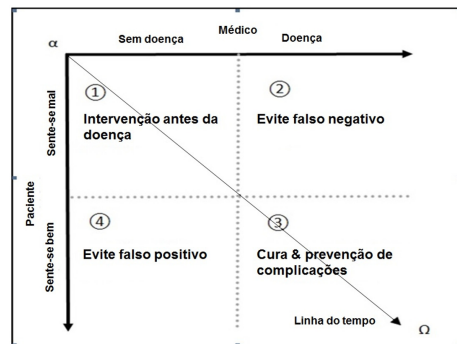 Médico
α
Sem doença
Doença
Paciente
Sente-se mal
Sente-se bem
①
Intervenção antes da
doença
②
Evite falso negativo
④
Evite falso positivo
③
Cura & prevenção de
complicações
Linha do tempo
Ω